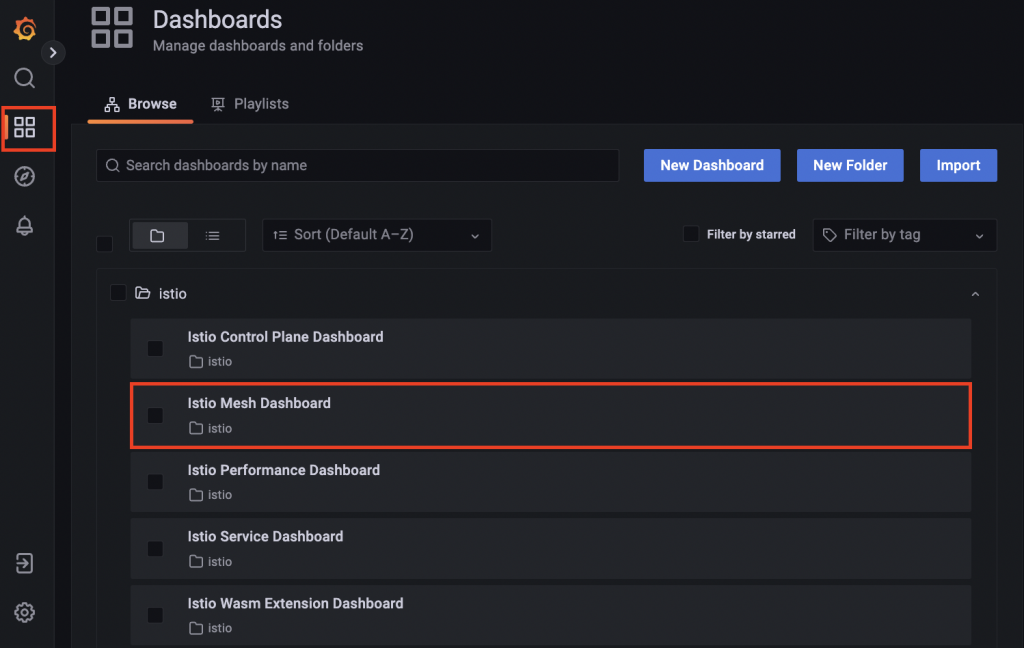 Dashboards
Manage dashboards and folders
Browse
Playlists
Search dashboards by name
New Dashboard
New Folder
Import
Sort (Default A–Z)
Filter by starred
Filter by tag
istio
Istio Control Plane Dashboard
istio
Istio Mesh Dashboard
istio
Istio Performance Dashboard
istio
Istio Service Dashboard
istio
Istio Wasm Extension Dashboard
istio